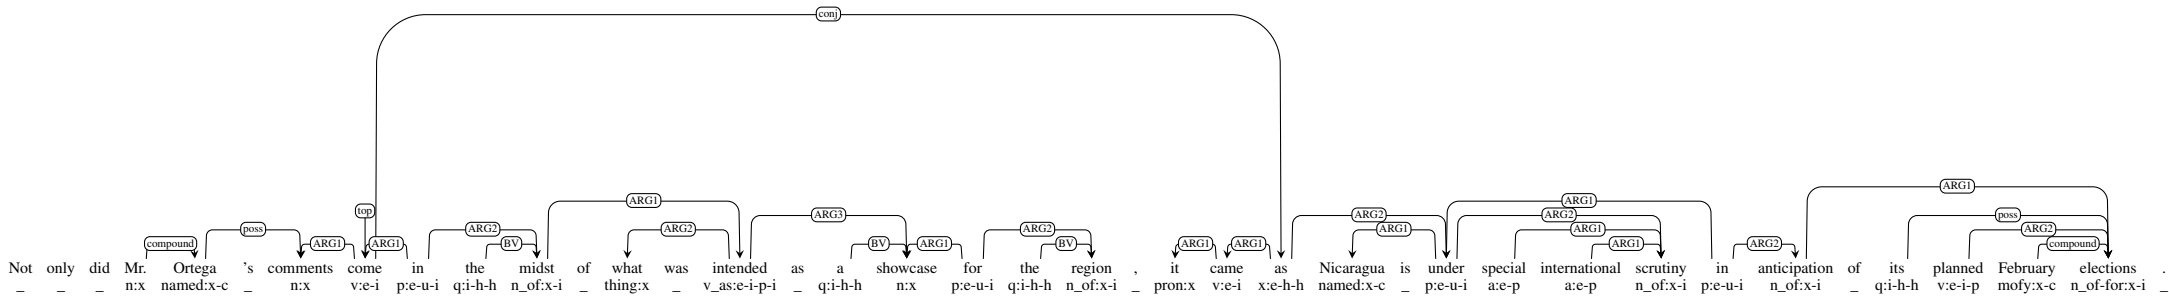 conj
top
ARG1
ARG1
ARG1
ARG3
poss
ARG2
ARG2
poss
compound
ARG1
ARG1
ARG2
BV
ARG2
BV
ARG1
ARG2
BV
ARG1
ARG1
ARG1
ARG1
ARG1
ARG2
ARG2
compound
Not only did Mr. Ortega 's comments come in the midst of what was intended as a showcase for the region , it came as Nicaragua is under special international scrutiny in anticipation of its planned February elections .
_ _ _ n:x named:x-c _ n:x v:e-i p:e-u-i q:i-h-h n_of:x-i _ thing:x _ v_as:e-i-p-i _ q:i-h-h n:x p:e-u-i q:i-h-h n_of:x-i _ pron:x v:e-i x:e-h-h named:x-c _ p:e-u-i a:e-p a:e-p n_of:x-i p:e-u-i n_of:x-i _ q:i-h-h v:e-i-p mofy:x-c n_of-for:x-i _